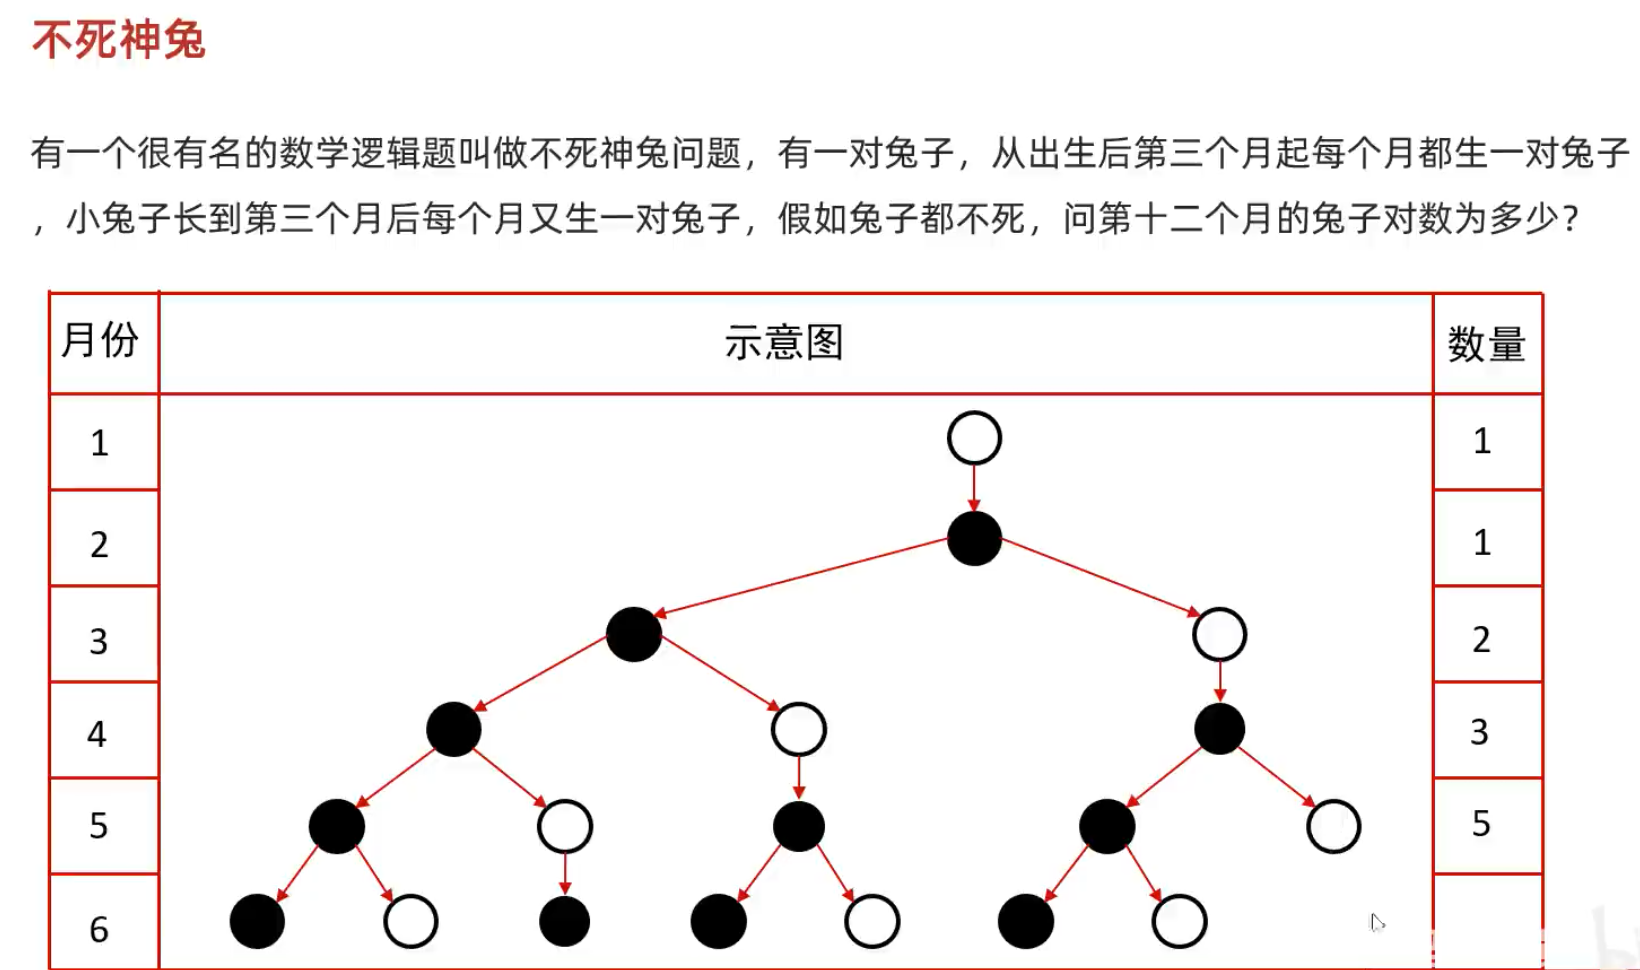 不死神兔
有一个很有名的数学逻辑题叫做不死神兔问题，有一对兔子，从出生后第三个月起每个月都生一对兔子
，小兔子长到第三个月后每个月又生一对兔子，假如兔子都不死，问第十二个月的兔子对数为多少？
月份 示意图 数量
1 1
2 1
3 2
4 3
5 5
6